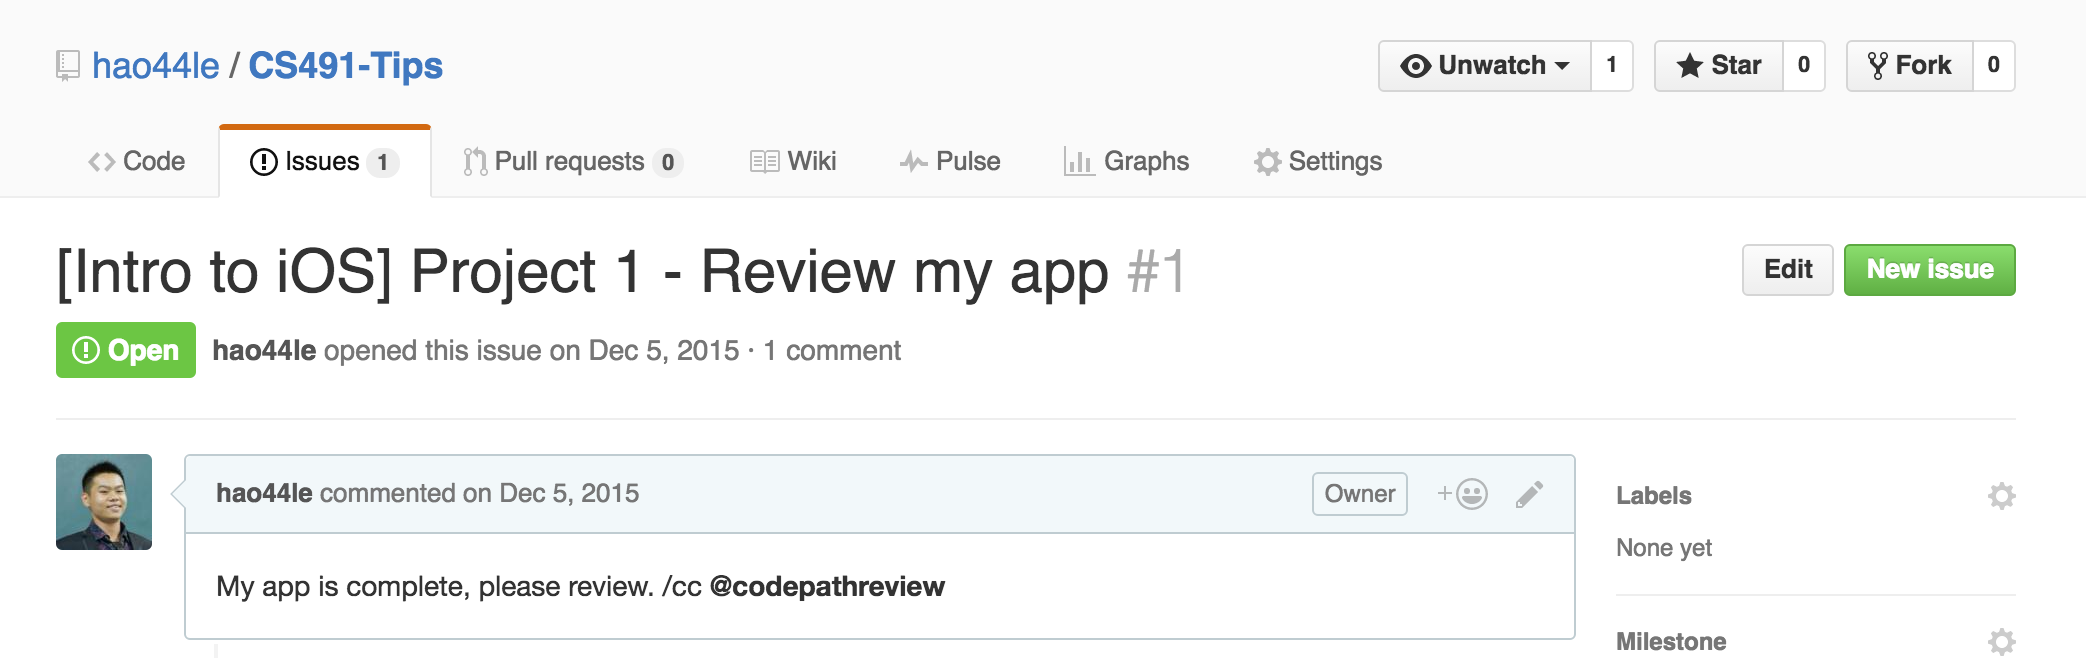 hao44le / CS491-Tips
Unwatch 1 Star 0 Fork 0
Code Issues 1 Pull requests 0 Wiki Pulse Graphs Settings
[Intro to iOS] Project 1 - Review my app #1
Edit New issue
Open hao44le opened this issue on Dec 5, 2015 · 1 comment
hao44le commented on Dec 5, 2015 Owner +
Labels
None yet
My app is complete, please review. /cc @codepathreview
Milestone